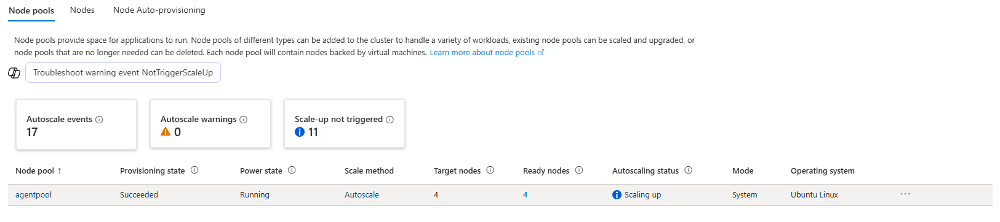 Node pools Nodes Node Auto-provisioning
Node pools provide space for applications to run. Node pools of different types can be added to the cluster to handle a variety of workloads, existing node pools can be scaled and upgraded, or
node pools that are no longer needed can be deleted. Each node pool will contain nodes backed by virtual machines. Learn more about node pools
Troubleshoot warning event NotTriggerScaleUp
Autoscale events
17
Autoscale warnings
0
Scale-up not triggered
11
Node pool ↑ Provisioning state Power state Scale method Target nodes Ready nodes Autoscaling status Mode Operating system
agentpool Succeeded Running Autoscale 4 4 Scaling up System Ubuntu Linux ···